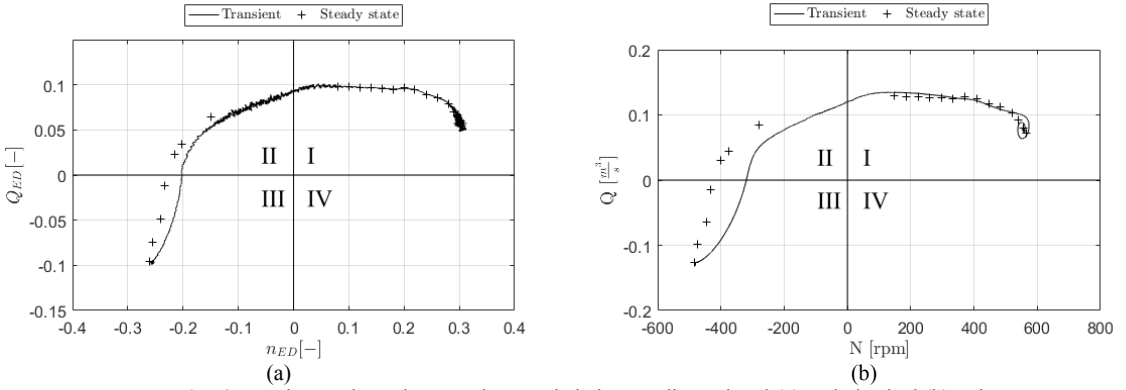 Transient + Steady state
Transient + Steady state
0.1
0.05
0
-0.05
-0.1
-0.15
Q_ED[-]
II I
III IV
-0.4 -0.3 -0.2 -0.1 0 0.1 0.2 0.3 0.4
n_ED[-]
(a)
0.2
0.1
0
-0.1
-0.2
Q [m³/s]
II I
III IV
-600 -400 -200 0 200 400 600 800
N [rpm]
(b)